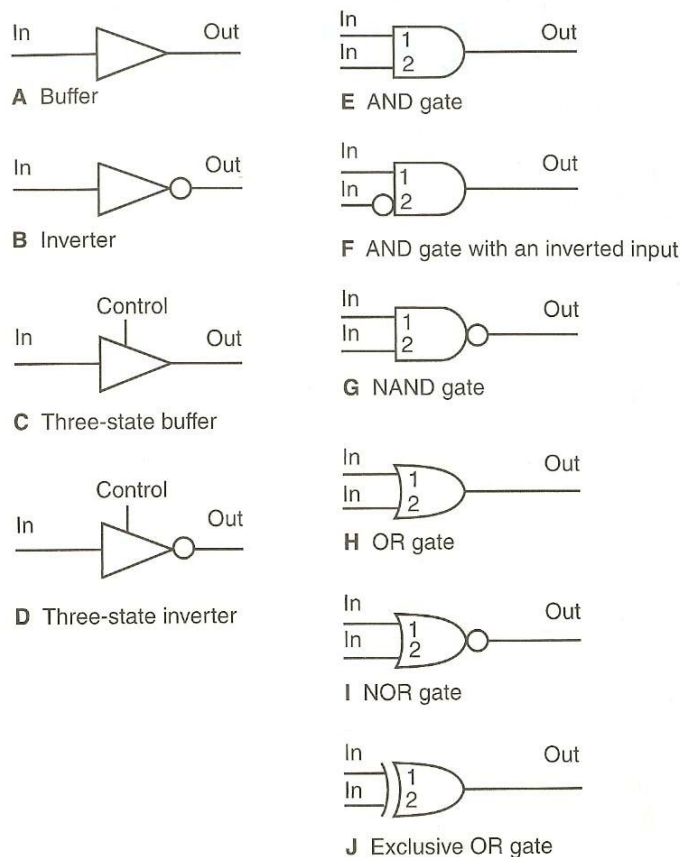 In Out
A Buffer
In Out
B Inverter
Control
In Out
C Three-state buffer
Control
In Out
D Three-state inverter
In Out
In 1
2
E AND gate
In Out
In 1
2
F AND gate with an inverted input
In Out
In 1
2
G NAND gate
In Out
In 1
2
H OR gate
In Out
In 1
2
I NOR gate
In Out
In 1
2
J Exclusive OR gate